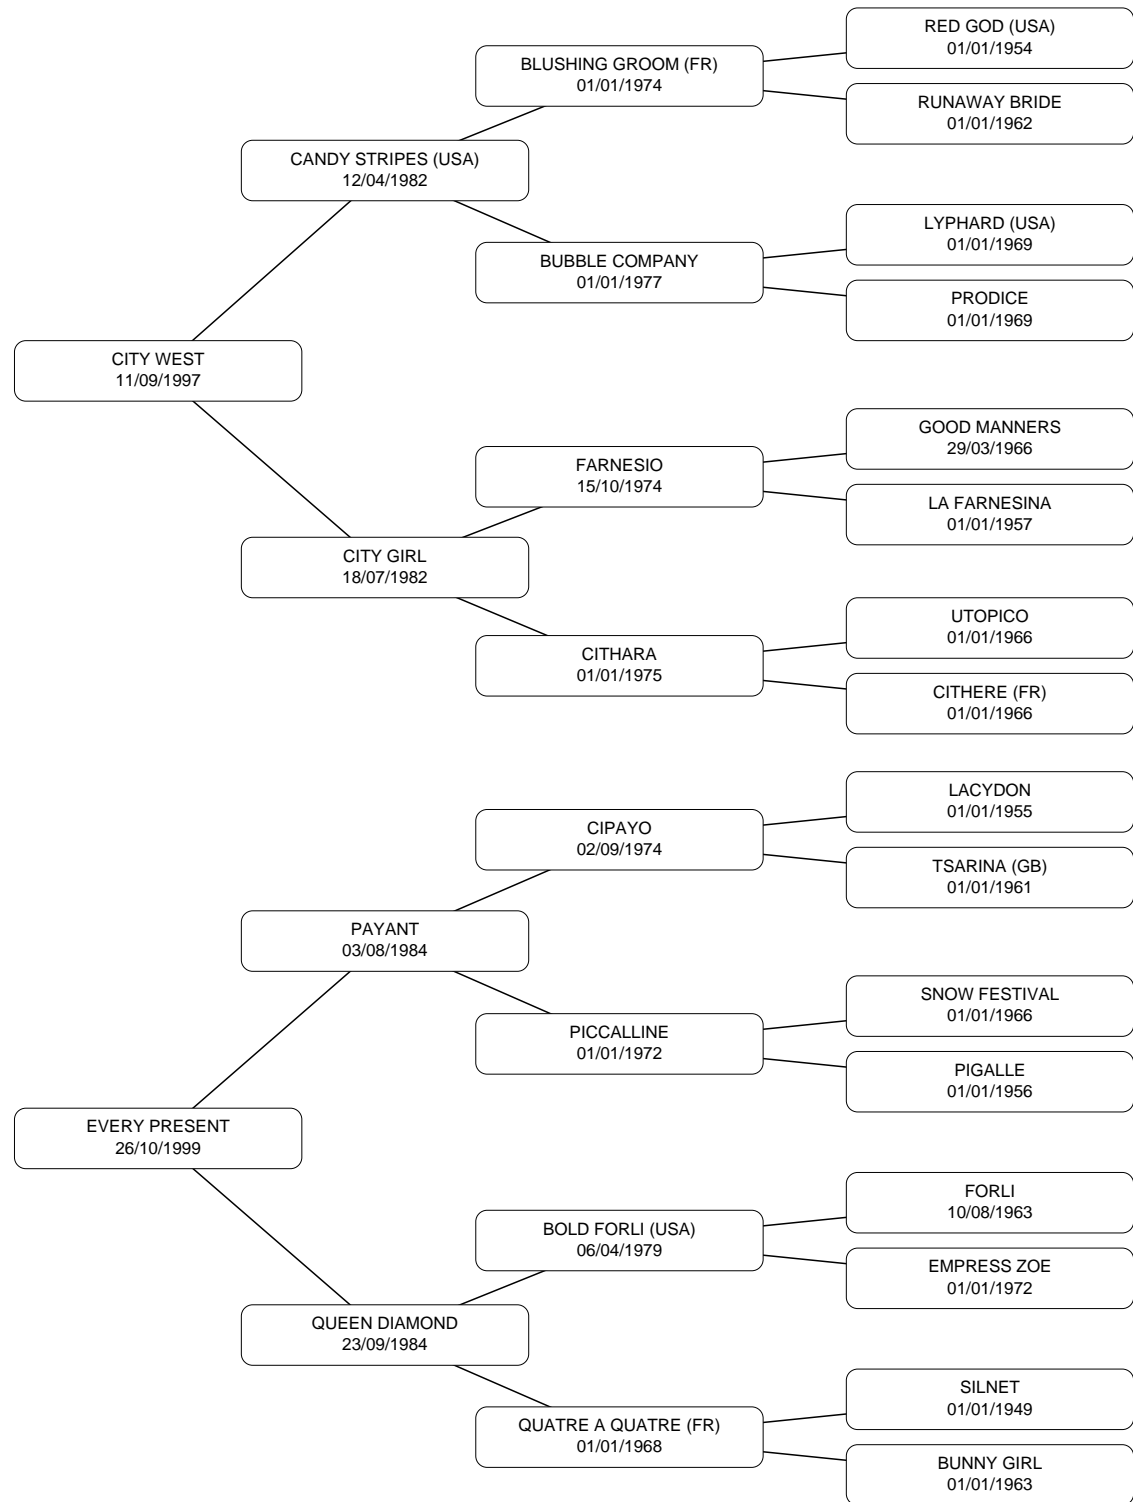 RED GOD (USA)
01/01/1954
BLUSHING GROOM (FR)
01/01/1974
RUNAWAY BRIDE
01/01/1962
CANDY STRIPES (USA)
12/04/1982
LYPHARD (USA)
01/01/1969
BUBBLE COMPANY
01/01/1977
PRODICE
01/01/1969
CITY WEST
11/09/1997
GOOD MANNERS
29/03/1966
FARNESIO
15/10/1974
LA FARNESINA
01/01/1957
CITY GIRL
18/07/1982
UTOPICO
01/01/1966
CITHARA
01/01/1975
CITHERE (FR)
01/01/1966
LACYDON
01/01/1955
CIPAYO
02/09/1974
TSARINA (GB)
01/01/1961
PAYANT
03/08/1984
SNOW FESTIVAL
01/01/1966
PICCALLINE
01/01/1972
PIGALLE
01/01/1956
EVERY PRESENT
26/10/1999
FORLI
10/08/1963
BOLD FORLI (USA)
06/04/1979
EMPRESS ZOE
01/01/1972
QUEEN DIAMOND
23/09/1984
SILNET
01/01/1949
QUATRE A QUATRE (FR)
01/01/1968
BUNNY GIRL
01/01/1963